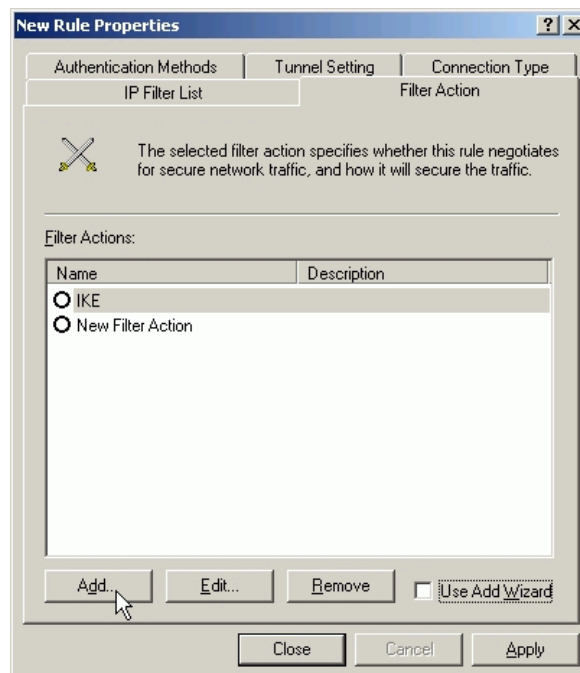 New Rule Properties
Authentication Methods Tunnel Setting Connection Type
IP Filter List Filter Action
The selected filter action specifies whether this rule negotiates
for secure network traffic, and how it will secure the traffic.
Filter Actions:
Name Description
IKE
New Filter Action
Add... Edit... Remove Use Add Wizard
Close Cancel Apply